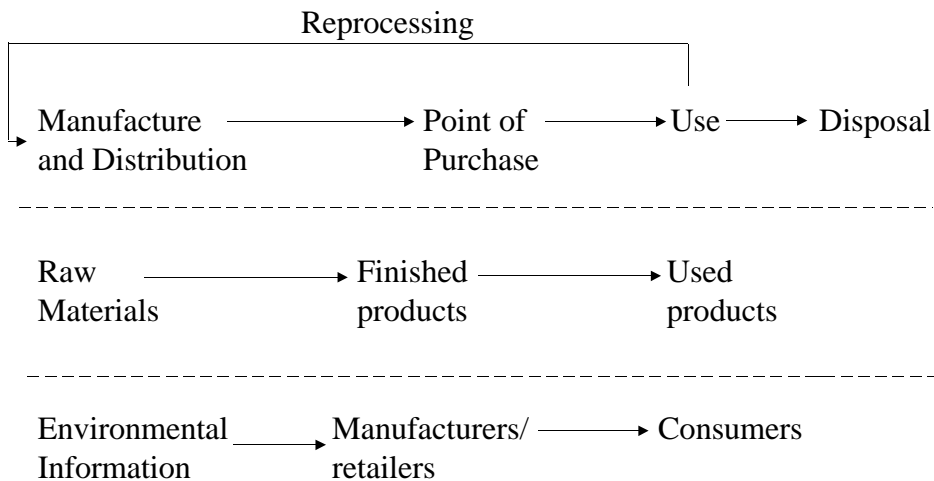 Reprocessing
Manufacture
and Distribution
Point of
Purchase
Use
Disposal
Raw
Materials
Finished
products
Used
products
Environmental
Information
Manufacturers/
retailers
Consumers